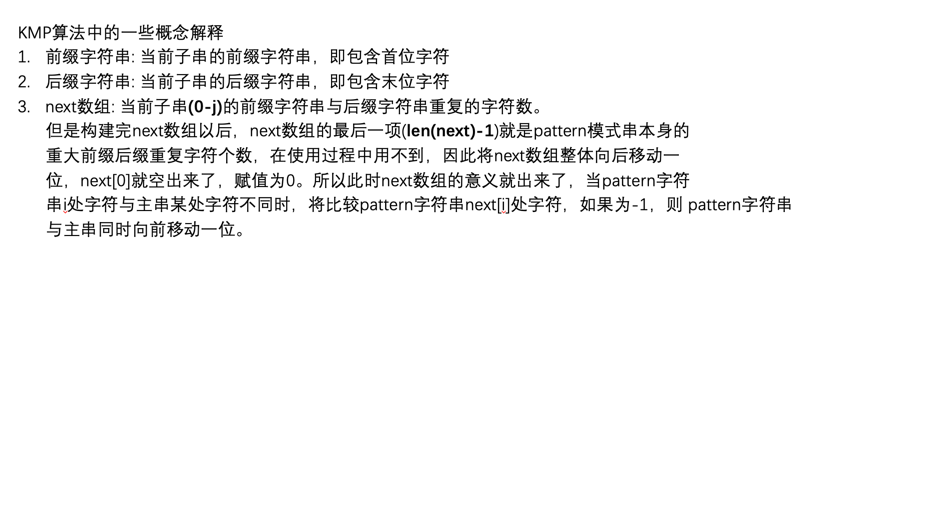 KMP算法中的一些概念解释
1. 前缀字符串: 当前子串的前缀字符串，即包含首位字符
2. 后缀字符串: 当前子串的后缀字符串，即包含末位字符
3. next数组: 当前子串(0-j)的前缀字符串与后缀字符串重复的字符数。
但是构建完next数组以后，next数组的最后一项(len(next)-1)就是pattern模式串本身的
重大前缀后缀重复字符个数，在使用过程中用不到，因此将next数组整体向后移动一
位，next[0]就空出来了，赋值为0。所以此时next数组的意义就出来了，当pattern字符
串i处字符与主串某处字符不同时，将比较pattern字符串next[i]处字符，如果为-1，则 pattern字符串
与主串同时向前移动一位。